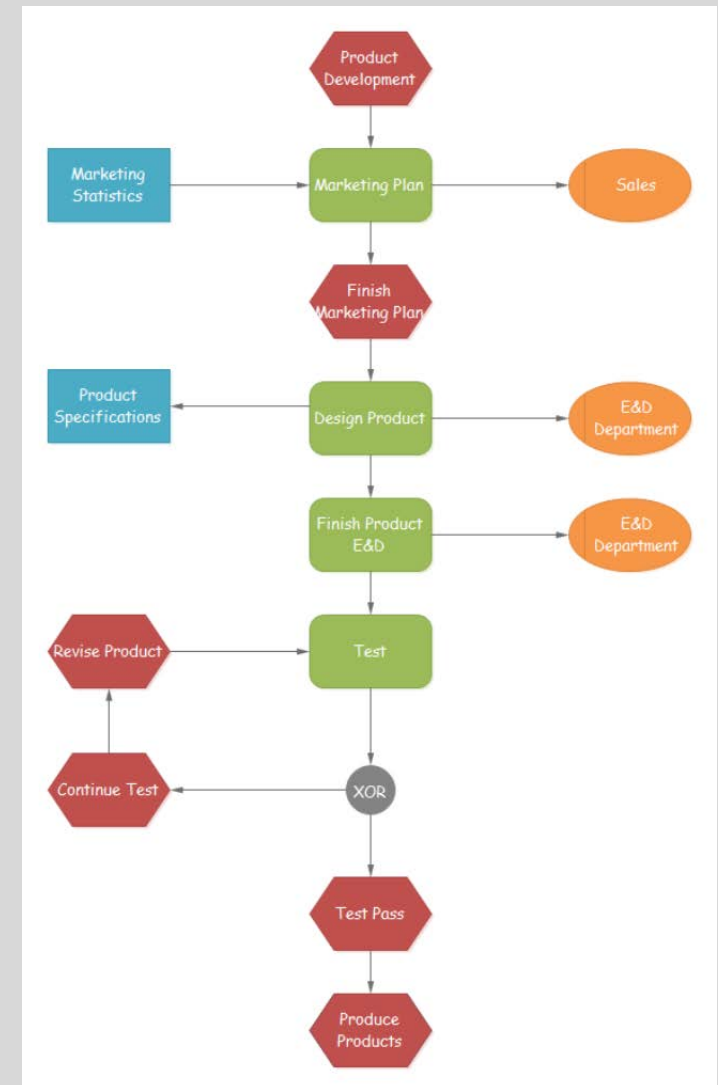 Product
Development
Marketing
Statistics
Marketing Plan
Sales
Finish
Marketing Plan
Product
Specifications
Design Product
E&D
Department
Finish Product
E&D
E&D
Department
Revise Product
Test
Continue Test
XOR
Test Pass
Produce
Products